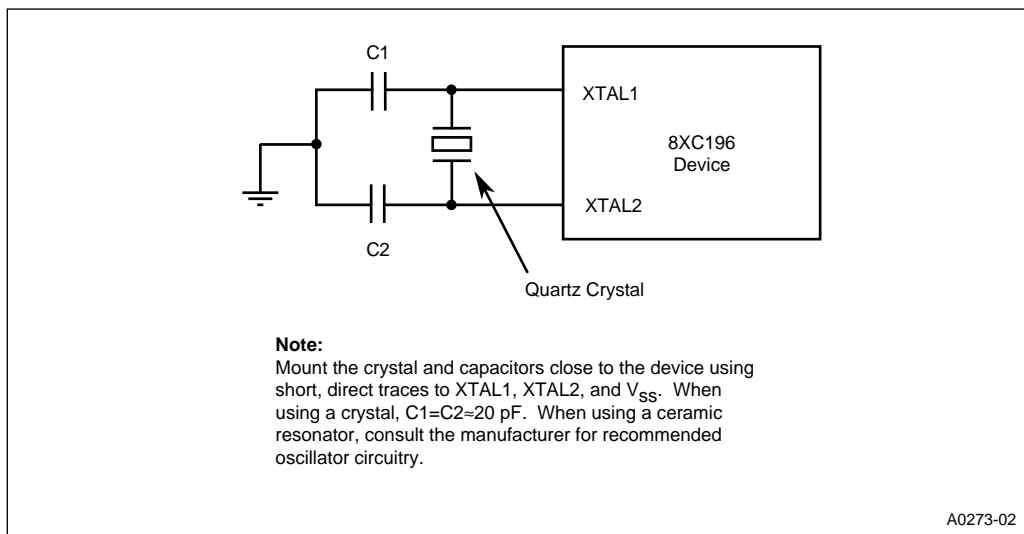 C1
XTAL1
8XC196
Device
XTAL2
C2
Quartz Crystal
Note:
Mount the crystal and capacitors close to the device using
short, direct traces to XTAL1, XTAL2, and VSS. When
using a crystal, C1=C2≈20 pF. When using a ceramic
resonator, consult the manufacturer for recommended
oscillator circuitry.
A0273-02